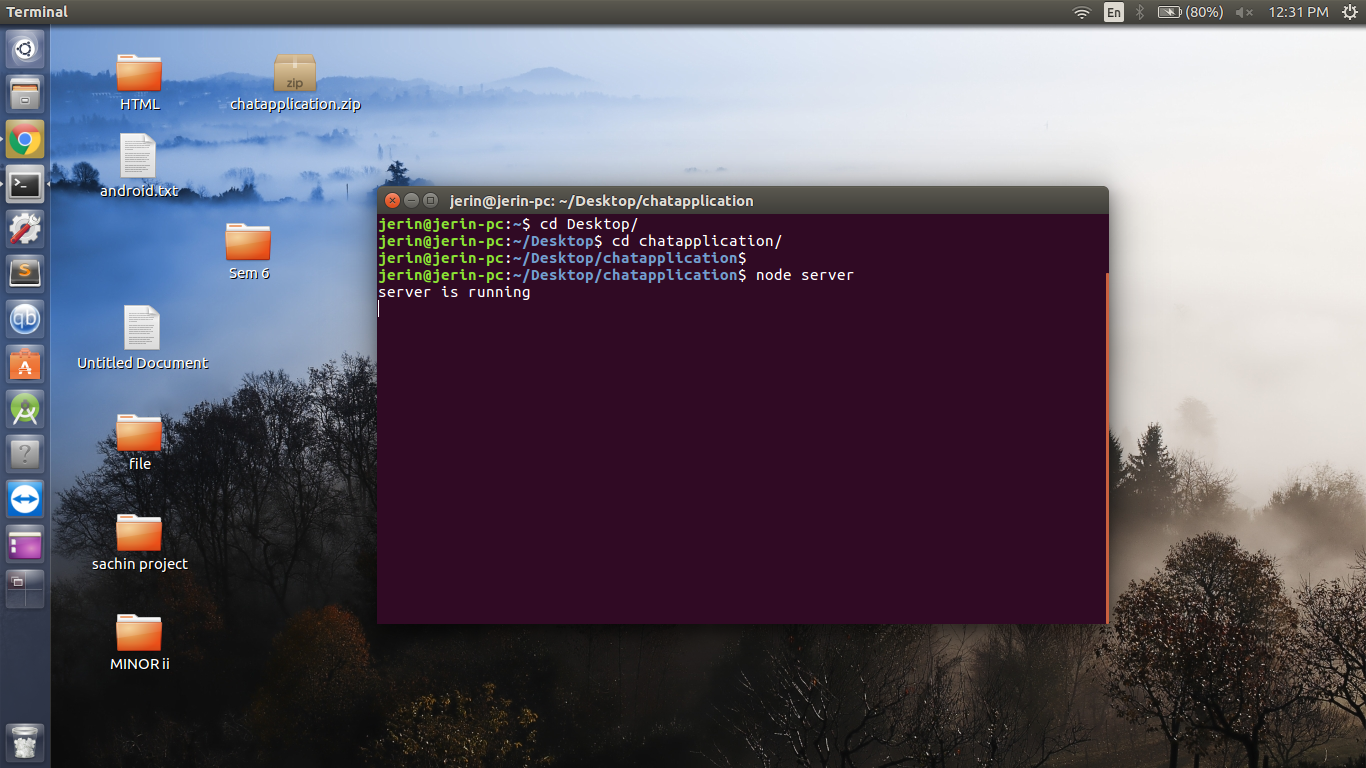 Terminal
En
(80%)
12:31 PM
HTML
zip
chatapplication.zip
android.txt
Sem 6
Untitled Document
file
sachin project
MINOR ii
jerin@jerin-pc: ~/Desktop/chatapplication
jerin@jerin-pc:~$ cd Desktop/
jerin@jerin-pc:~/Desktop$ cd chatapplication/
jerin@jerin-pc:~/Desktop/chatapplication$
jerin@jerin-pc:~/Desktop/chatapplication$ node server
server is running
S
qb
A
?